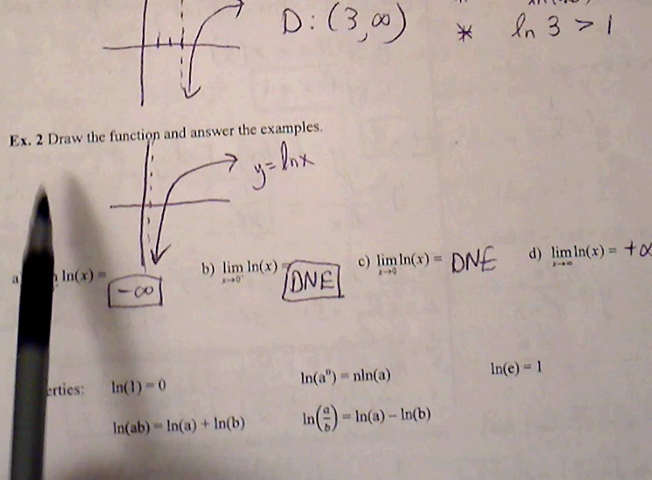 D: (3, ∞) * ln 3 > 1
Ex. 2 Draw the function and answer the examples.
y = lnx
a ln(x) = -∞ b) lim x→0⁻ ln(x) = DNE c) lim x→0 ln(x) = DNE d) lim x→∞ ln(x) = +∞
erties: ln(1) = 0 ln(aⁿ) = nln(a) ln(e) = 1
ln(ab) = ln(a) + ln(b) ln(a/b) = ln(a) – ln(b)